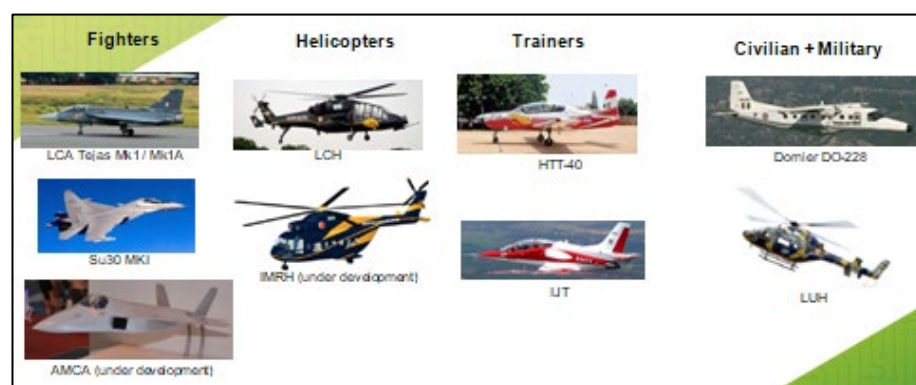 Fighters
Helicopters
Trainers
Civilian + Military
LCA Tejas Mk1 / Mk1A
LCH
HTT-40
Dornier DO-228
Su30 MKI
IMRH (under development)
IJT
LUH
AMCA (under development)